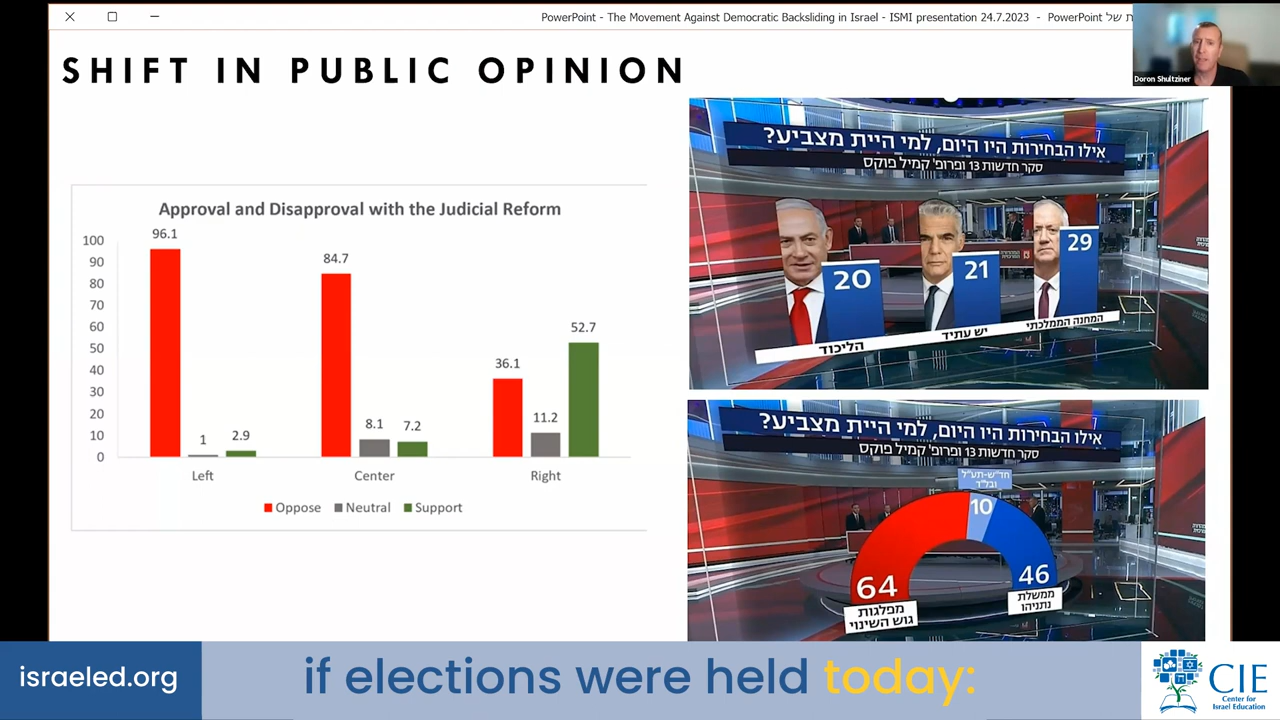 PowerPoint - The Movement Against Democratic Backsliding in Israel - ISMI presentation 24.7.2023 - PowerPoint של
Doron Shultziner
SHIFT IN PUBLIC OPINION
Approval and Disapproval with the Judicial Reform
100
90
80
70
60
50
40
30
20
10
0
96.1
1
2.9
84.7
8.1
7.2
36.1
11.2
52.7
Left
Center
Right
Oppose
Neutral
Support
אילו הבחירות היו היום, למי היית מצביע?
סקר חדשות 13 ופרופ' קמיל פוקס
20
21
29
הליכוד
יש עתיד
המחנה הממלכתי
אילו הבחירות היו היום, למי היית מצביע?
סקר חדשות 13 ופרופ' קמיל פוקס
חד"ש-תע"ל
ובל"ד
10
64
46
מפלגות
גוש השינוי
ממשלת
נתניהו
israeled.org
if elections were held today:
CIE
Center for
Israel Education